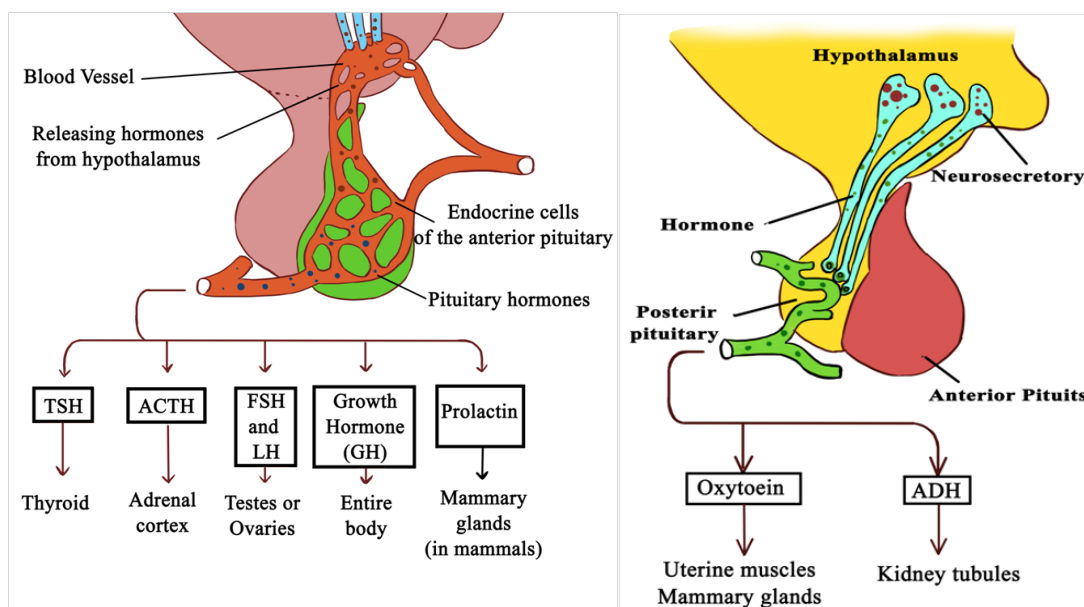 Blood Vessel
Releasing hormones
from hypothalamus
Endocrine cells
of the anterior pituitary
Pituitary hormones
TSH
ACTH
FSH
and
LH
Growth
Hormone
(GH)
Prolactin
Thyroid
Adrenal
cortex
Testes or
Ovaries
Entire
body
Mammary
glands
(in mammals)
Hypothalamus
Neurosecretory
Hormone
Posterir
pituitary
Anterior Pituits
Oxytoein
ADH
Uterine muscles
Mammary glands
Kidney tubules